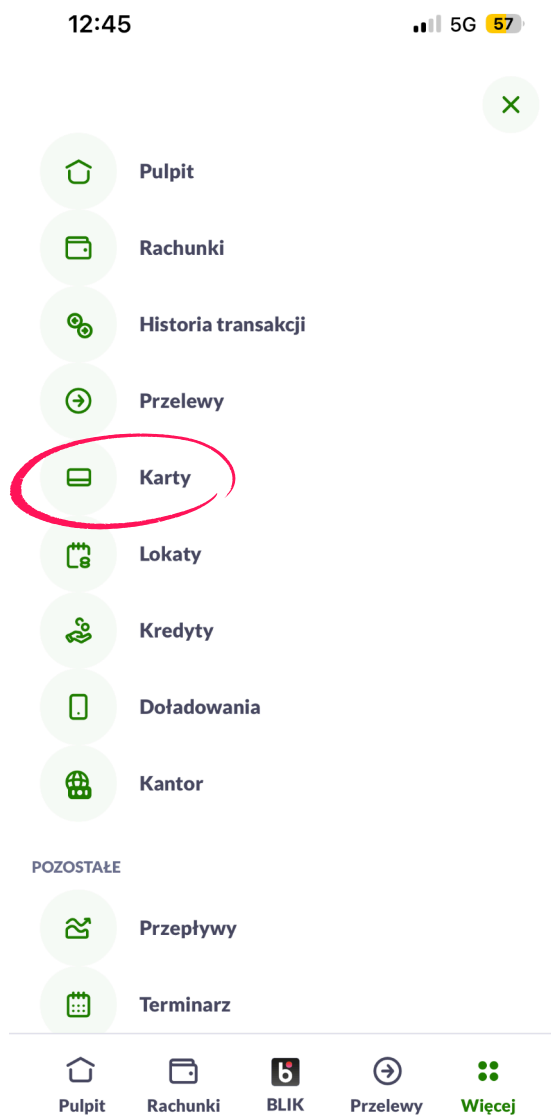 12:45
5G 57
Pulpit
Rachunki
Historia transakcji
Przelewy
Karty
Lokaty
Kredyty
Doładowania
Kantor
POZOSTAŁE
Przepływy
Terminarz
Pulpit Rachunki BLIK Przelewy Więcej